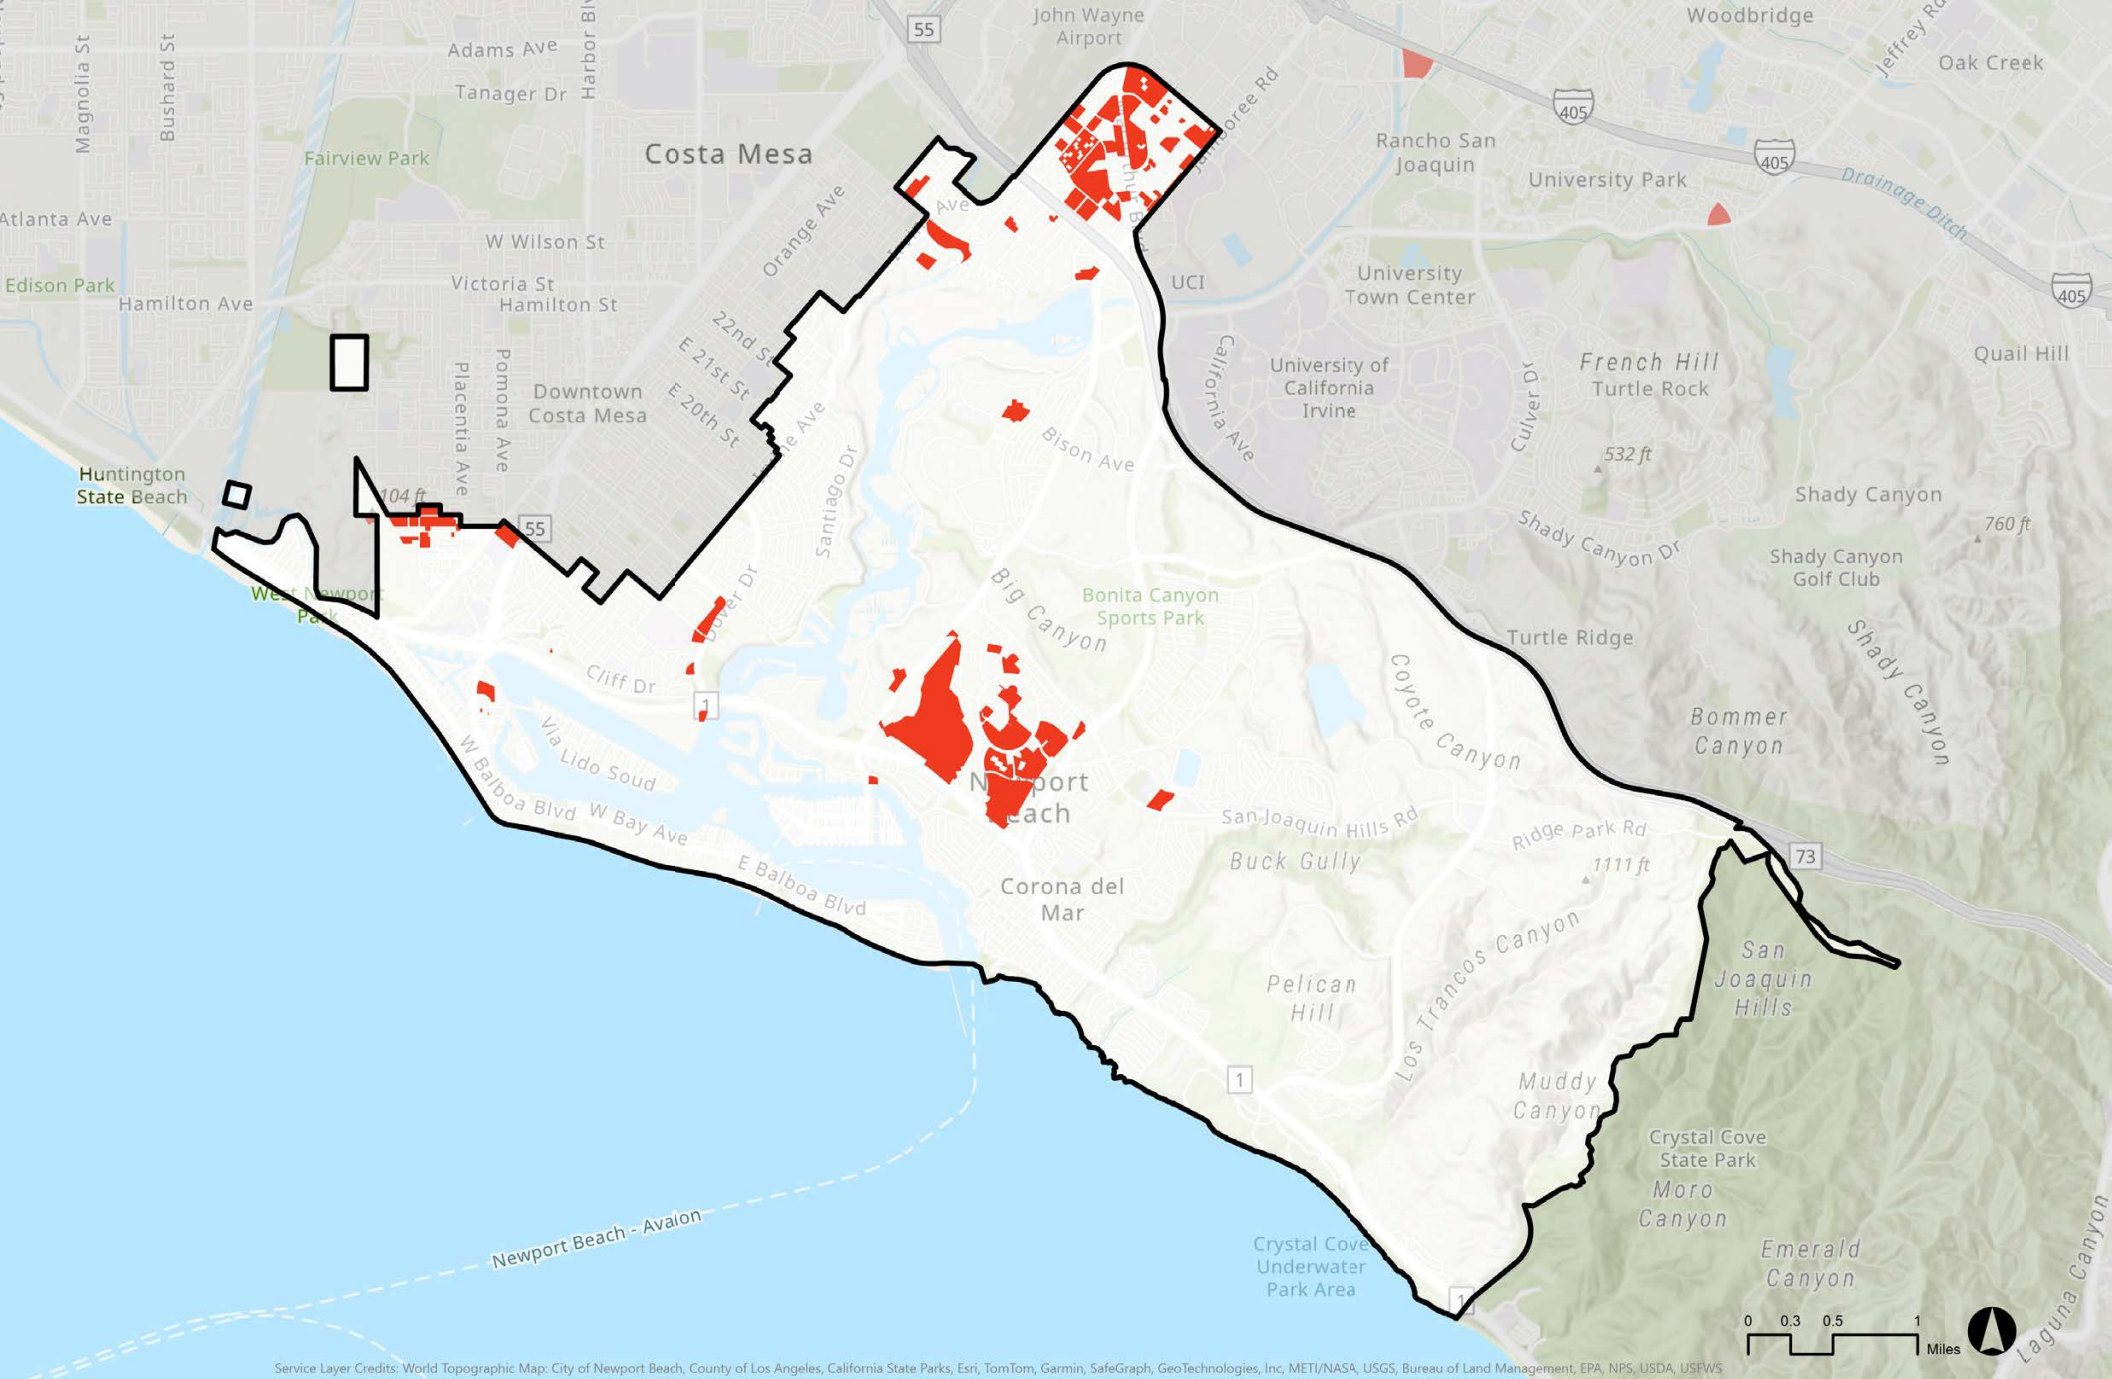 55
John Wayne
Airport
Woodbridge
Jeffrey Rd
Adams Ave
Harbor Blv
Magnolia St
Bushard St
Tanager Dr
Oak Creek
Jamboree Rd
405
Costa Mesa
Fairview Park
Rancho San
Joaquin
405
University Park
Drainage Ditch
Atlanta Ave
Orange Ave
Ave
W Wilson St
Edison Park
Hamilton Ave
Victoria St
Hamilton St
UCI
University
Town Center
405
22nd St
E 21st St
E 20th St
Placentia Ave
Pomona Ave
Downtown
Costa Mesa
California Ave
University of
California
Irvine
Culver Dr
French Hill
Turtle Rock
Quail Hill
Bison Ave
Santiago Dr
532 ft
Huntington
State Beach
104 ft
55
Shady Canyon
760 ft
Shady Canyon Dr
Shady Canyon
Golf Club
West Newport
Park
Dover Dr
Big Canyon
Bonita Canyon
Sports Park
Turtle Ridge
Shady Canyon
Cliff Dr
1
Coyote Canyon
Bommer
Canyon
Via Lido Soud
W Balboa Blvd
W Bay Ave
Newport
Beach
San Joaquin Hills Rd
Ridge Park Rd
Buck Gully
1111 ft
73
E Balboa Blvd
Corona del
Mar
Los Trancos Canyon
San
Joaquin
Hills
Pelican
Hill
1
Muddy
Canyon
Crystal Cove
State Park
Moro
Canyon
Newport Beach - Avalon
Crystal Cove
Underwater
Park Area
Emerald
Canyon
Laguna Canyon
1
0 0.3 0.5 1
Miles
Service Layer Credits: World Topographic Map: City of Newport Beach, County of Los Angeles, California State Parks, Esri, TomTom, Garmin, SafeGraph, GeoTechnologies, Inc, METI/NASA, USGS, Bureau of Land Management, EPA, NPS, USDA, USFWS